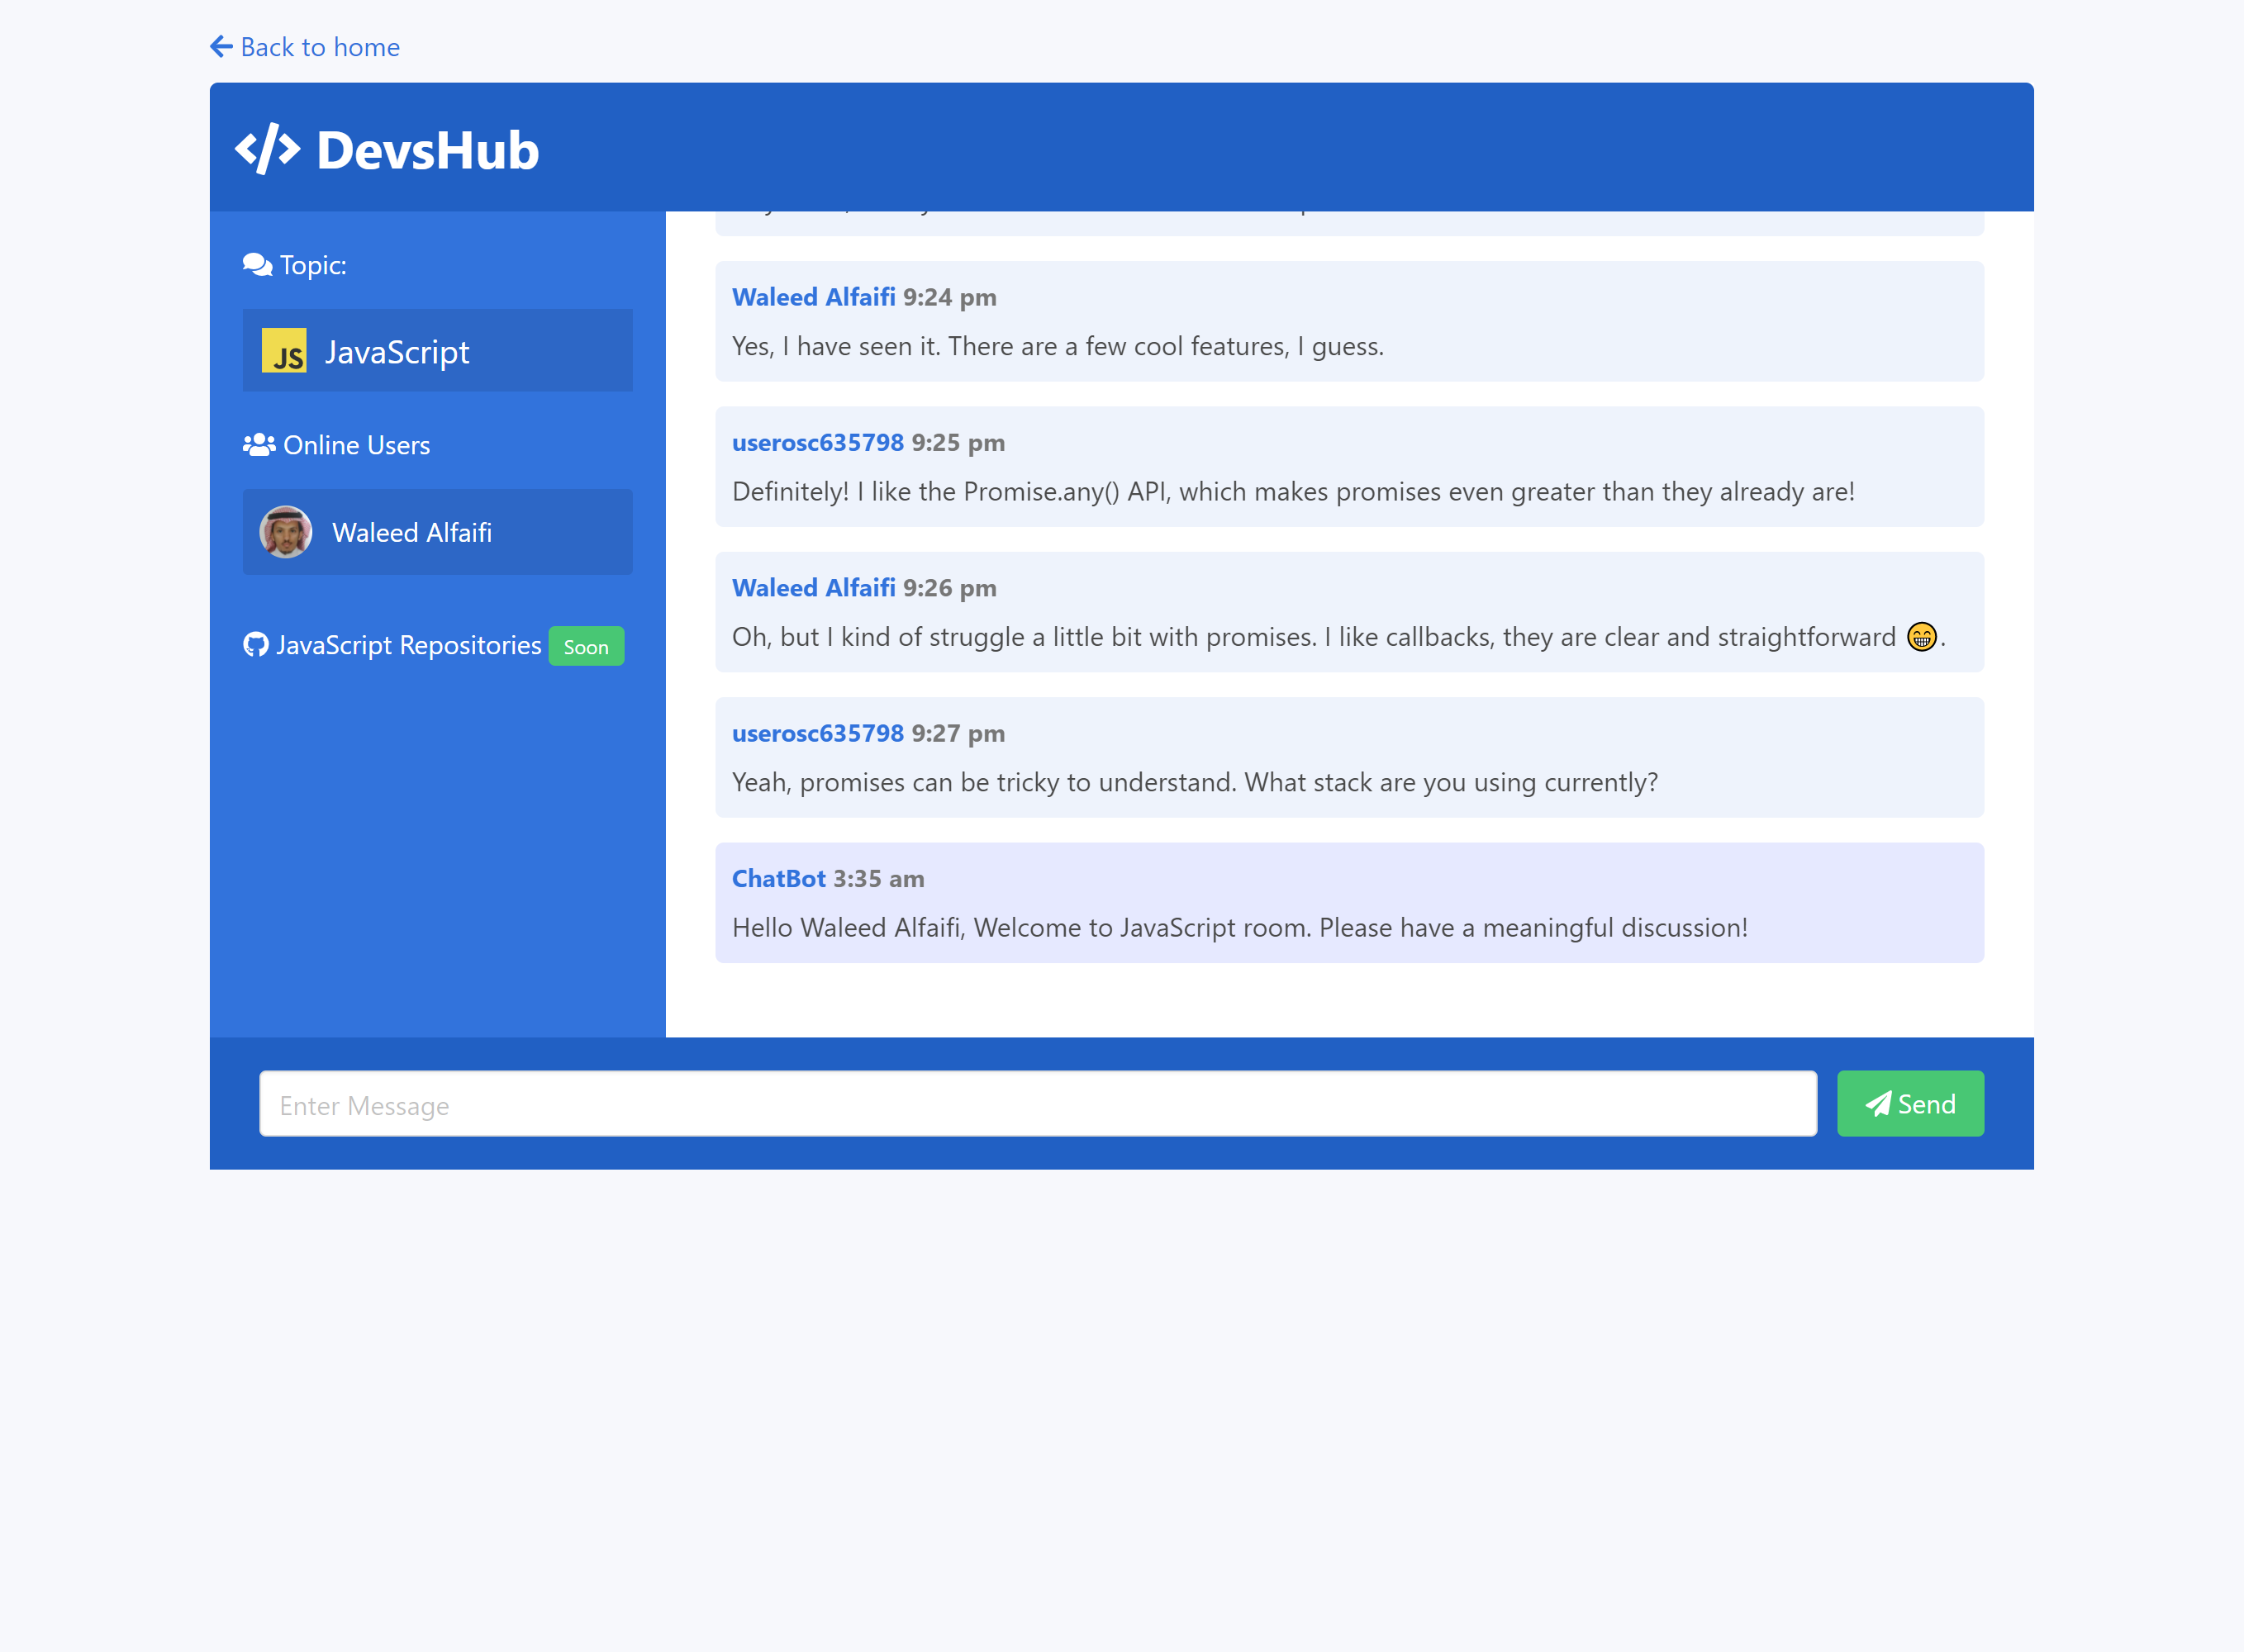 Back to home
DevsHub
Topic:
JS JavaScript
Online Users
Waleed Alfaifi
JavaScript Repositories Soon
Waleed Alfaifi 9:24 pm
Yes, I have seen it. There are a few cool features, I guess.
userosc635798 9:25 pm
Definitely! I like the Promise.any() API, which makes promises even greater than they already are!
Waleed Alfaifi 9:26 pm
Oh, but I kind of struggle a little bit with promises. I like callbacks, they are clear and straightforward 😁.
userosc635798 9:27 pm
Yeah, promises can be tricky to understand. What stack are you using currently?
ChatBot 3:35 am
Hello Waleed Alfaifi, Welcome to JavaScript room. Please have a meaningful discussion!
Enter Message
Send